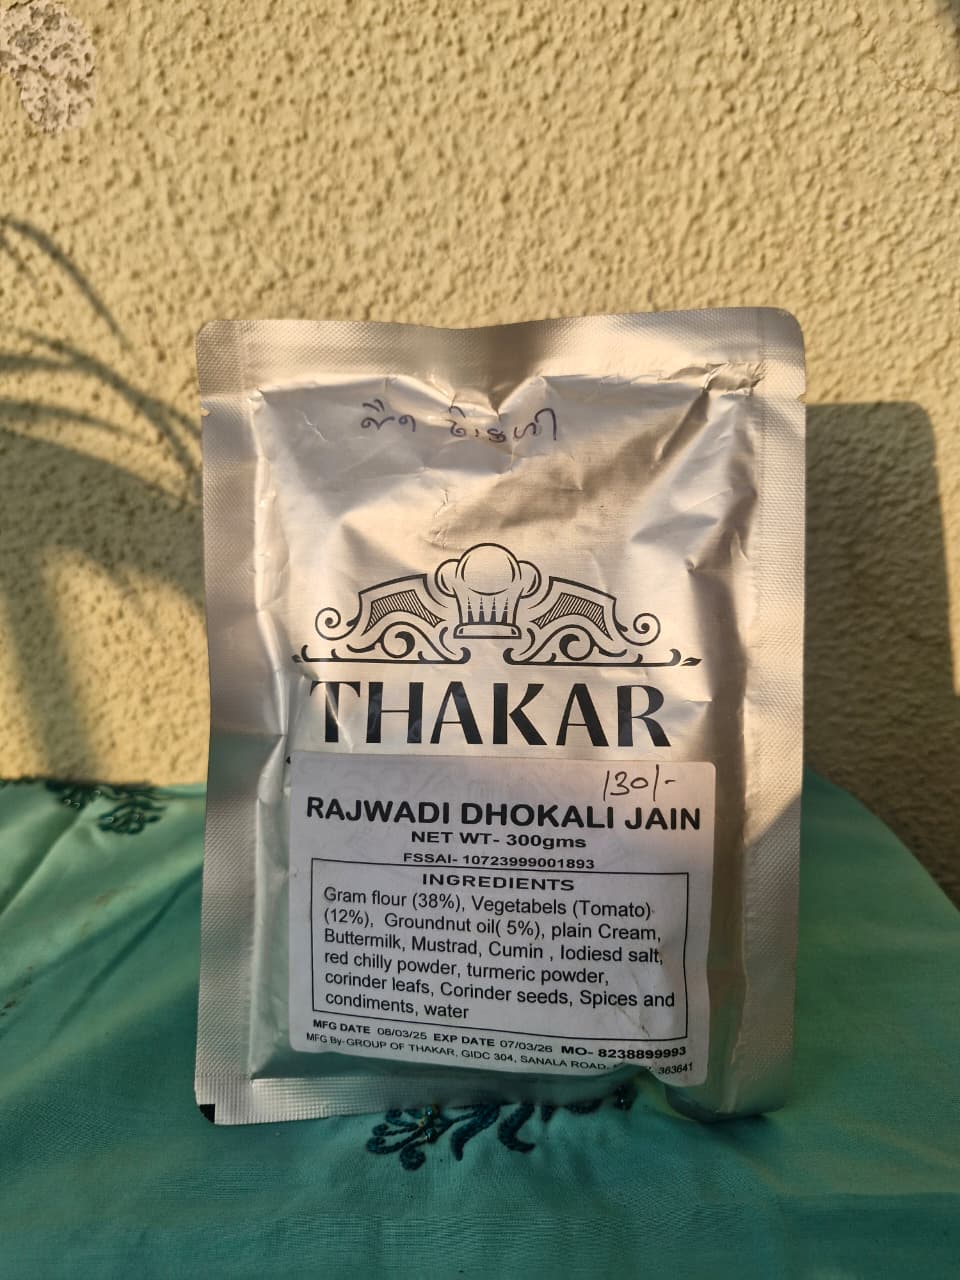 THAKAR
130/-
RAJWADI DHOKALI JAIN
NET WT- 300gms
FSSAI- 10723999001893
INGREDIENTS
Gram flour (38%), Vegetabels (Tomato)
(12%), Groundnut oil( 5%), plain Cream,
Buttermilk, Mustrad, Cumin , Iodiesd salt,
red chilly powder, turmeric powder,
corinder leafs, Corinder seeds, Spices and
condiments, water
MFG DATE 08/03/25 EXP DATE 07/03/26 MO- 8238899993
MFG By-GROUP OF THAKAR, GIDC 304, SANALA ROAD, 363641